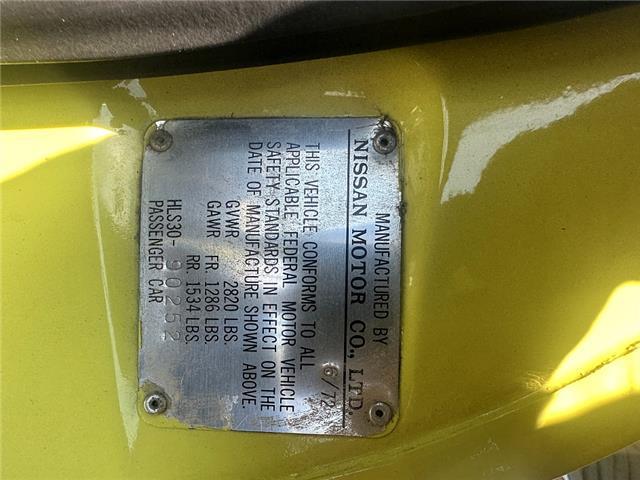 MANUFACTURED BY
NISSAN MOTOR CO., LTD.
6/72
THIS VEHICLE CONFORMS TO ALL
APPLICABLE FEDERAL MOTOR VEHICLE
SAFETY STANDARDS IN EFFECT ON THE
DATE OF MANUFACTURE SHOWN ABOVE.
GVWR 2820 LBS.
GAWR FR. 1286 LBS.
RR. 1534 LBS.
HLS30- 90252
PASSENGER CAR